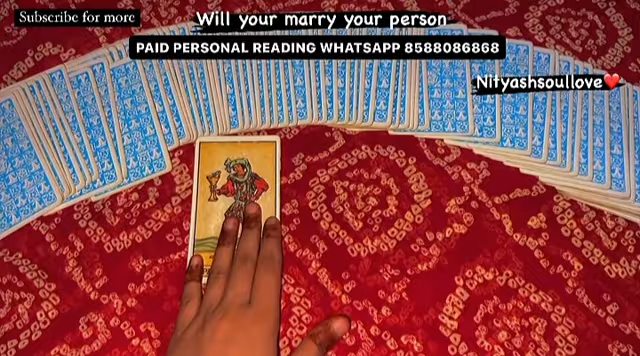 Subscribe for more
Will your marry your person
PAID PERSONAL READING WHATSAPP 8588086868
Nityashsoullove❤️